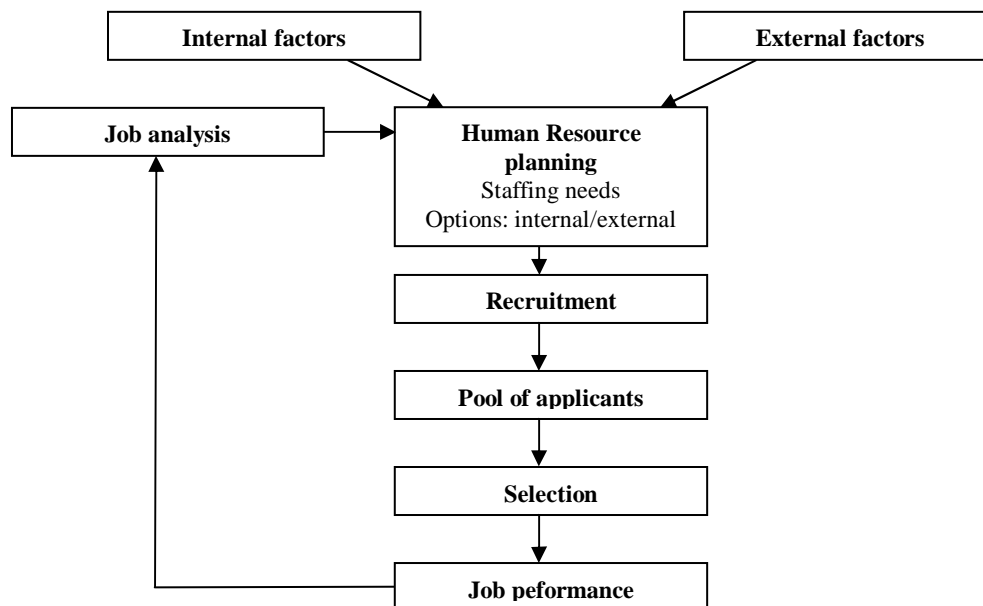 Internal factors
External factors
Job analysis
Human Resource
planning
Staffing needs
Options: internal/external
Recruitment
Pool of applicants
Selection
Job peformance